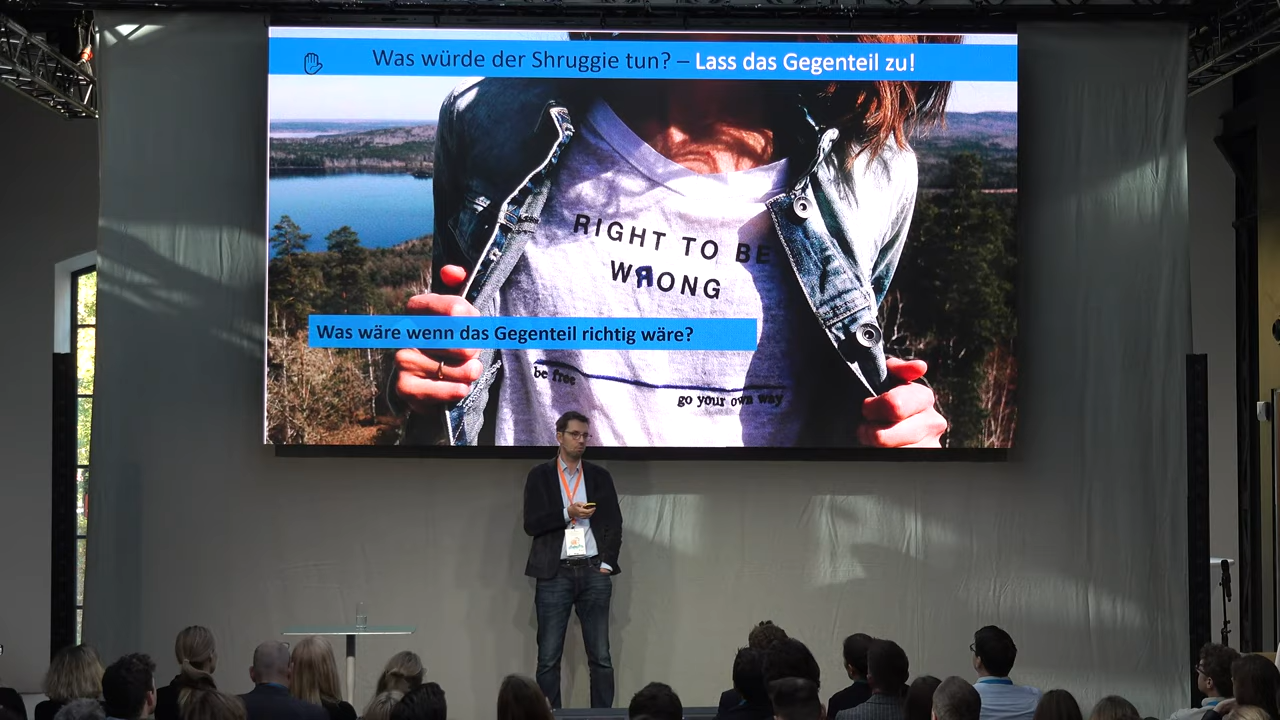 Was würde der Shruggie tun? – Lass das Gegenteil zu!
RIGHT TO BE
WRONG
Was wäre wenn das Gegenteil richtig wäre?
be free
go your own way